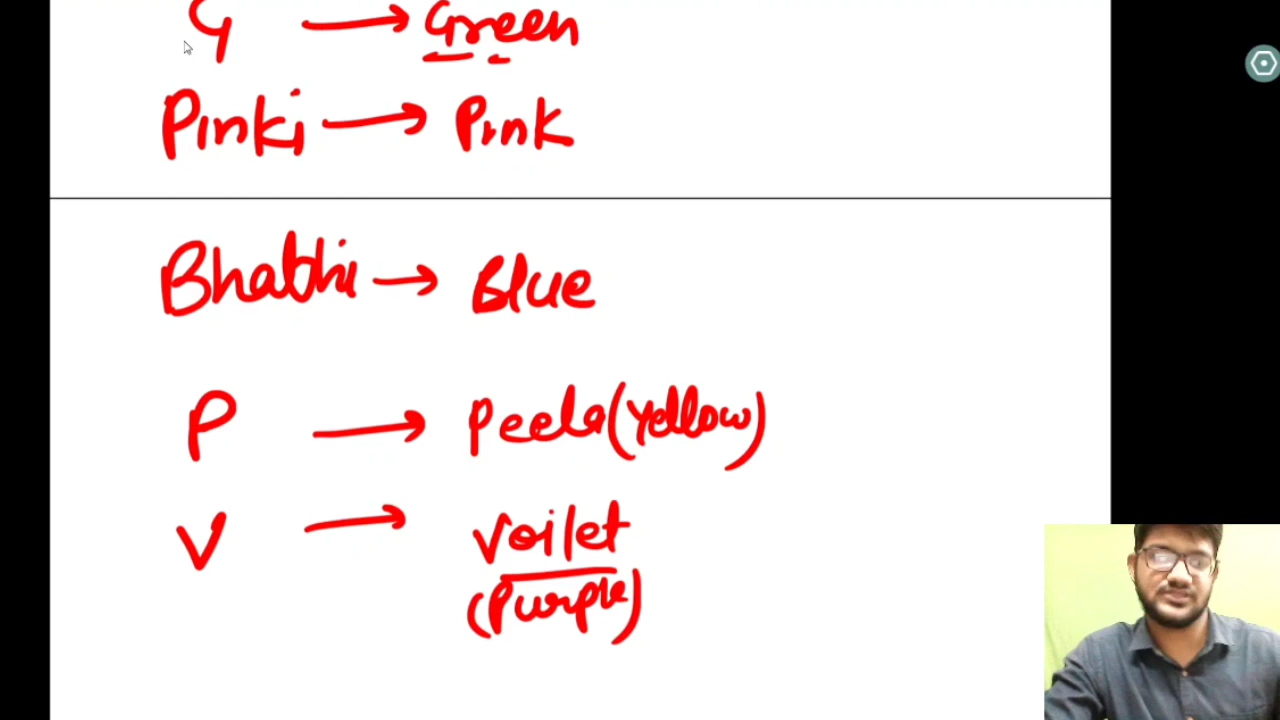 G → Green
Pinki → Pink
Bhabhi → Blue
P → Peela (Yellow)
V → Voilet
(Purple)